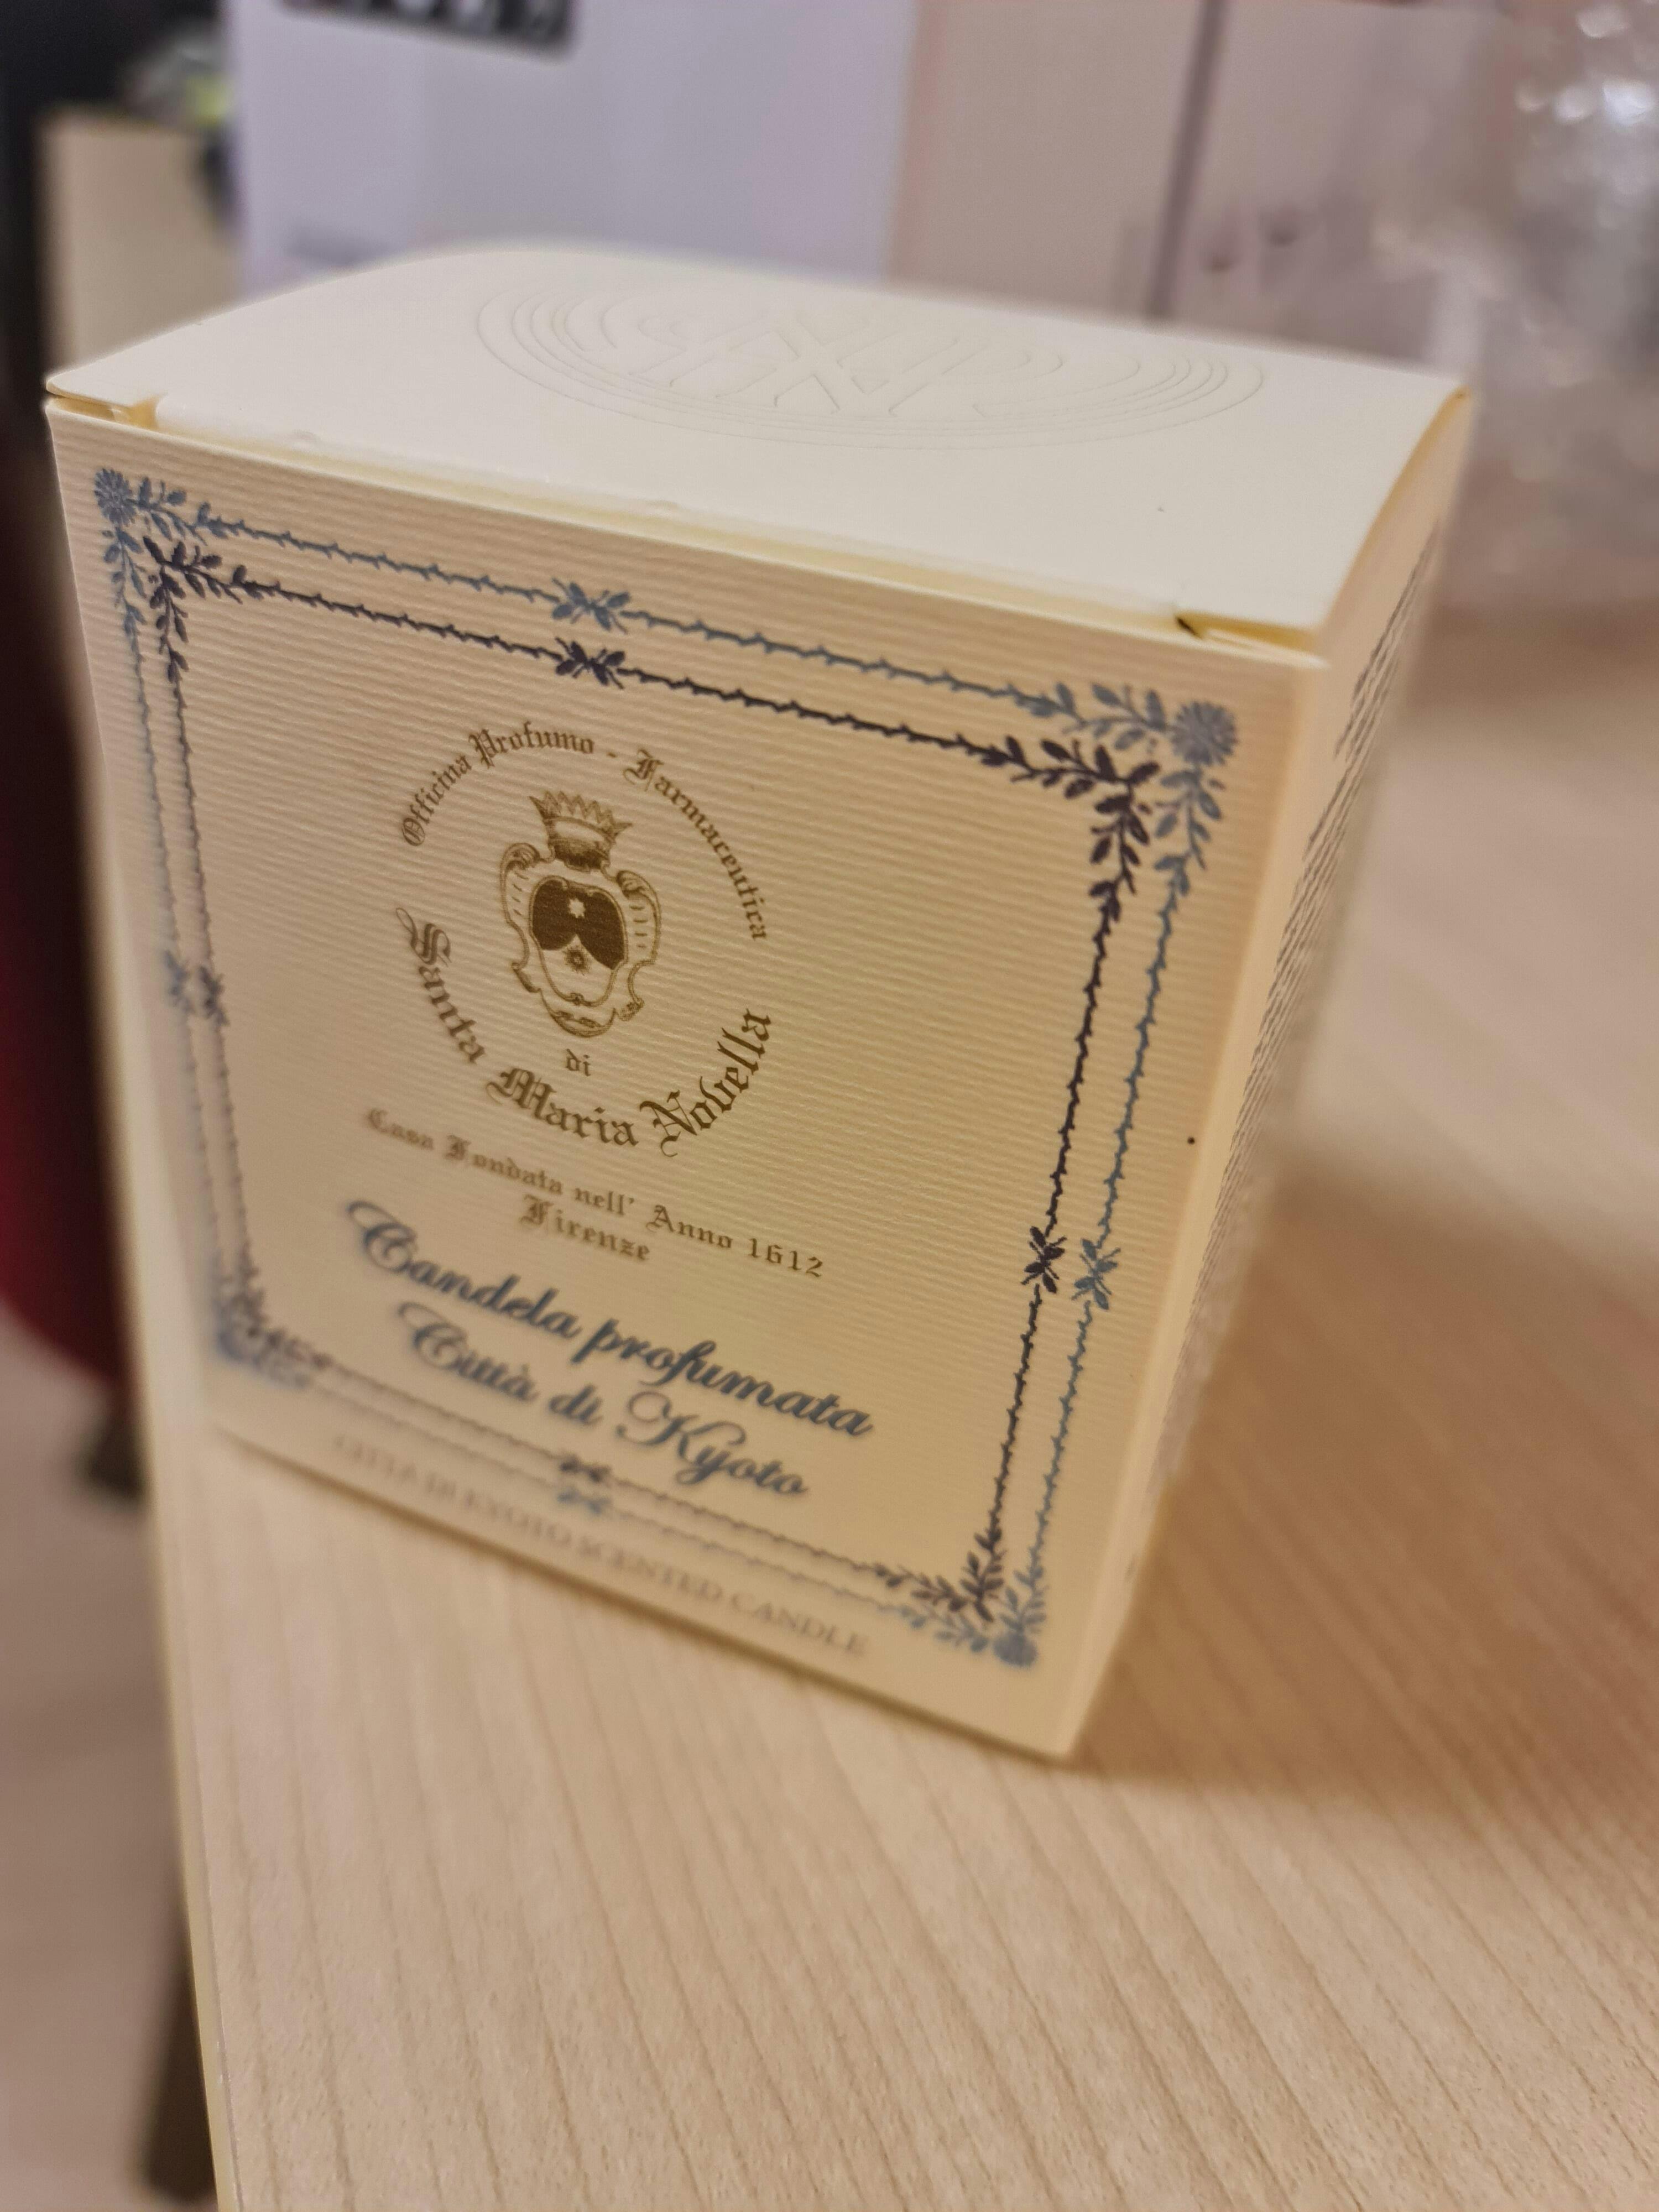 Officina Profumo - Farmaceutica
di
Santa Maria Novella
Casa Fondata nell' Anno 1612
Firenze
Candela profumata
Città di Kyoto
CITTÀ DI KYOTO SCENTED CANDLE